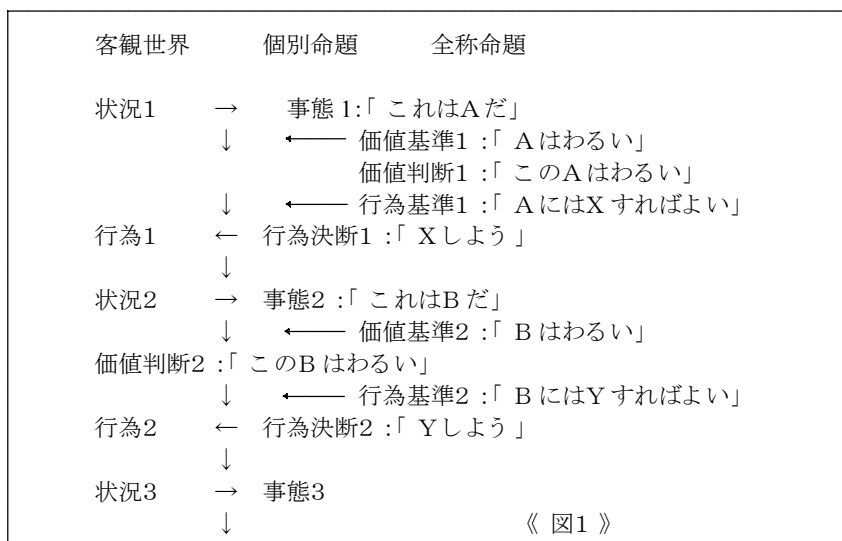 客観世界 個別命題 全称命題
状況1 → 事態1:「これはAだ」
↓ ← 価値基準1:「Aはわるい」
価値判断1:「このAはわるい」
↓ ← 行為基準1:「AにはXすればよい」
行為1 ← 行為決断1:「Xしよう」
↓
状況2 → 事態2:「これはBだ」
↓ ← 価値基準2:「Bはわるい」
価値判断2:「このBはわるい」
↓ ← 行為基準2:「BにはYすればよい」
行為2 ← 行為決断2:「Yしよう」
↓
状況3 → 事態3
↓ 《図1》